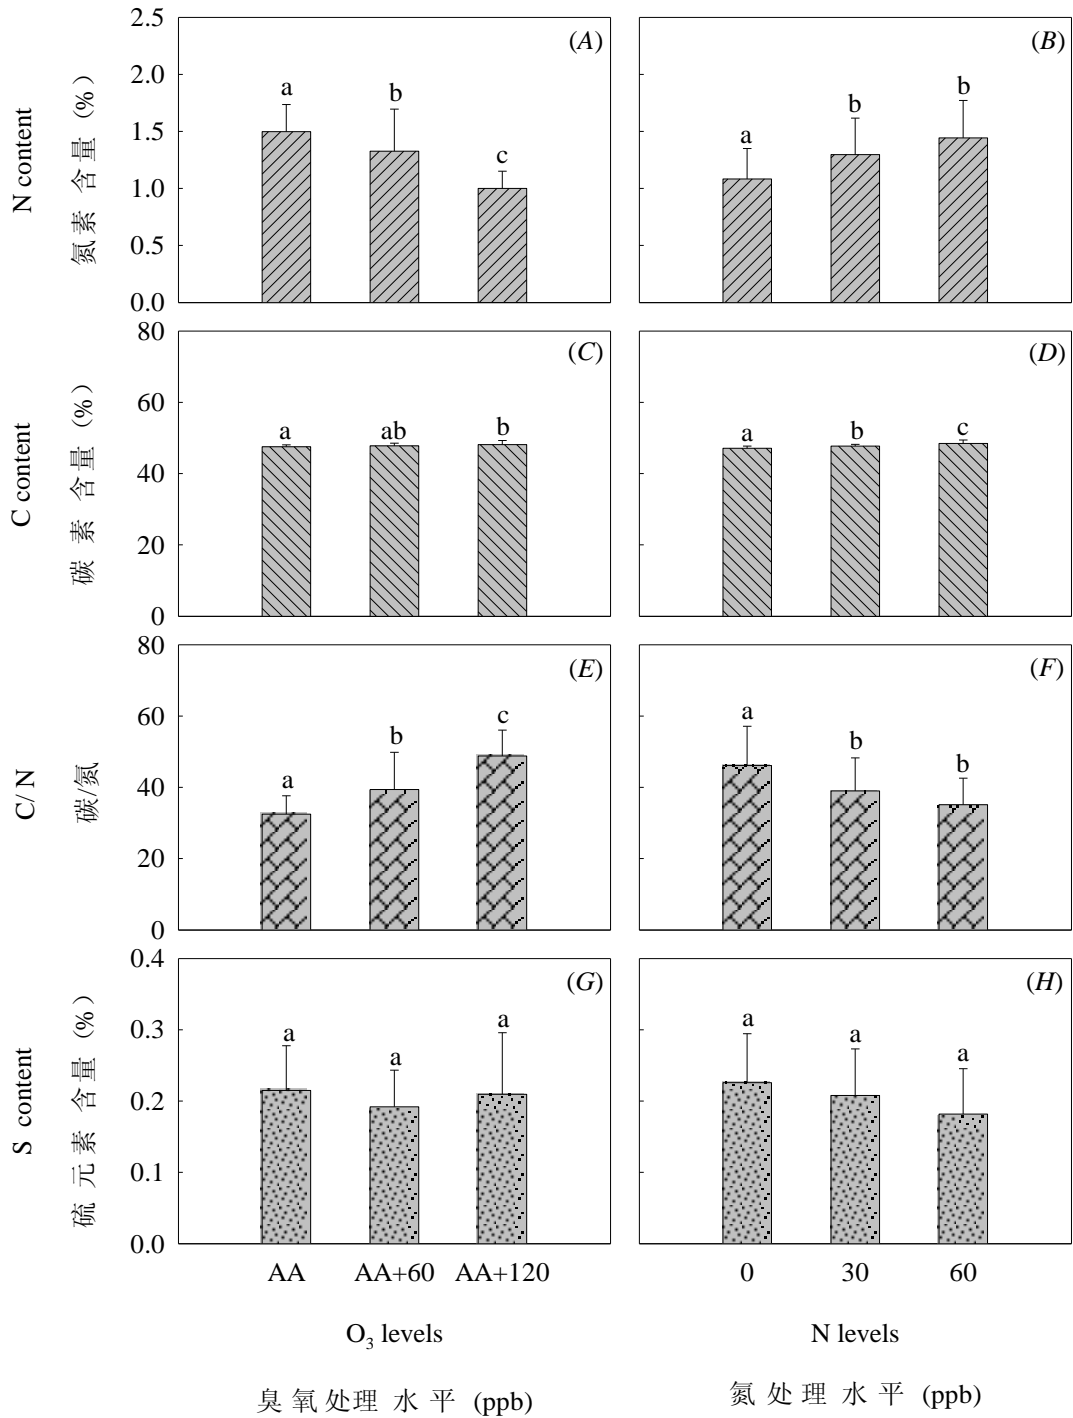 2.5
2.0
1.5
1.0
0.5
0.0
N content
氮素 含量 (%)
(A)
a
b
c
(B)
a
b
b
80
60
40
20
0
C content
碳 素 含量 (%)
(C)
a
ab
b
(D)
a
b
c
80
60
40
20
0
C/ N
碳/氮
(E)
a
b
c
(F)
a
b
b
0.4
0.3
0.2
0.1
0.0
S content
硫 元 素 含量 (%)
(G)
a
a
a
(H)
a
a
a
AA AA+60 AA+120
0 30 60
O₃ levels
N levels
臭 氧 处理 水 平 (ppb)
氮 处 理 水 平 (ppb)